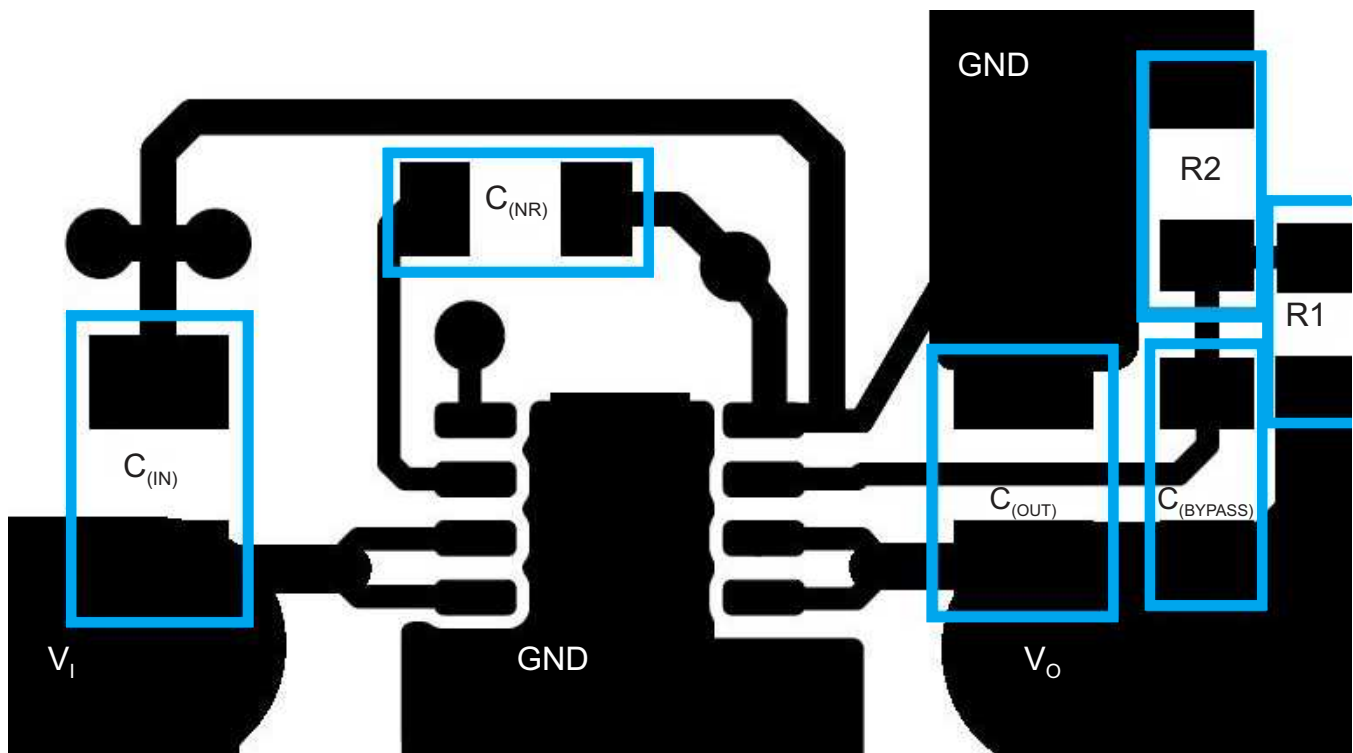 GND
R2
C(NR)
R1
C(IN)
C(OUT)
C(BYPASS)
VI
GND
VO